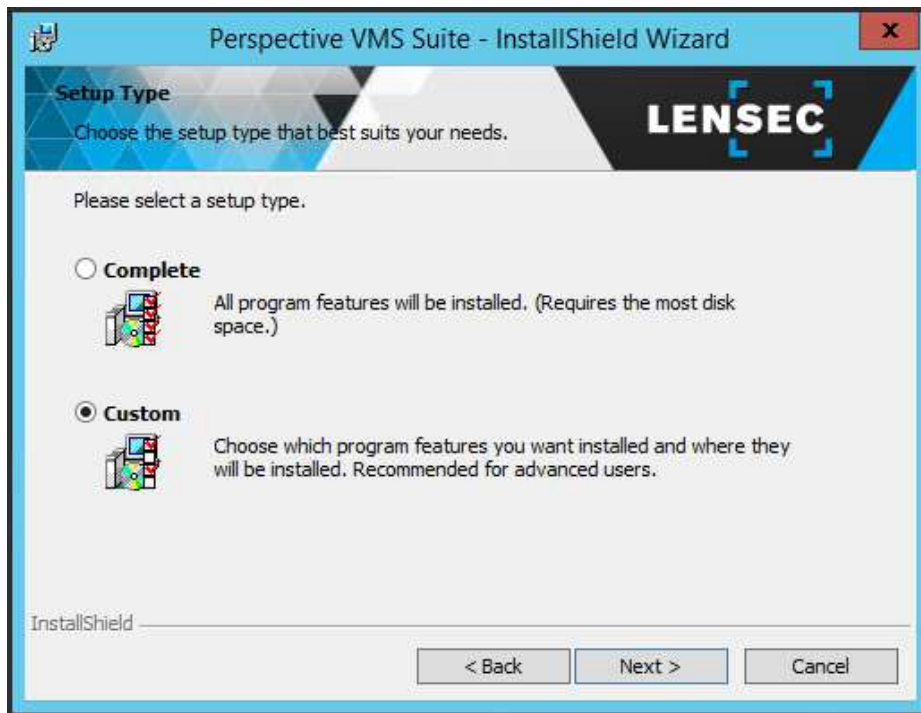 Perspective VMS Suite - InstallShield Wizard
x
Setup Type
Choose the setup type that best suits your needs.
LENSEC
Please select a setup type.
Complete
All program features will be installed. (Requires the most disk
space.)
Custom
Choose which program features you want installed and where they
will be installed. Recommended for advanced users.
InstallShield
< Back
Next >
Cancel